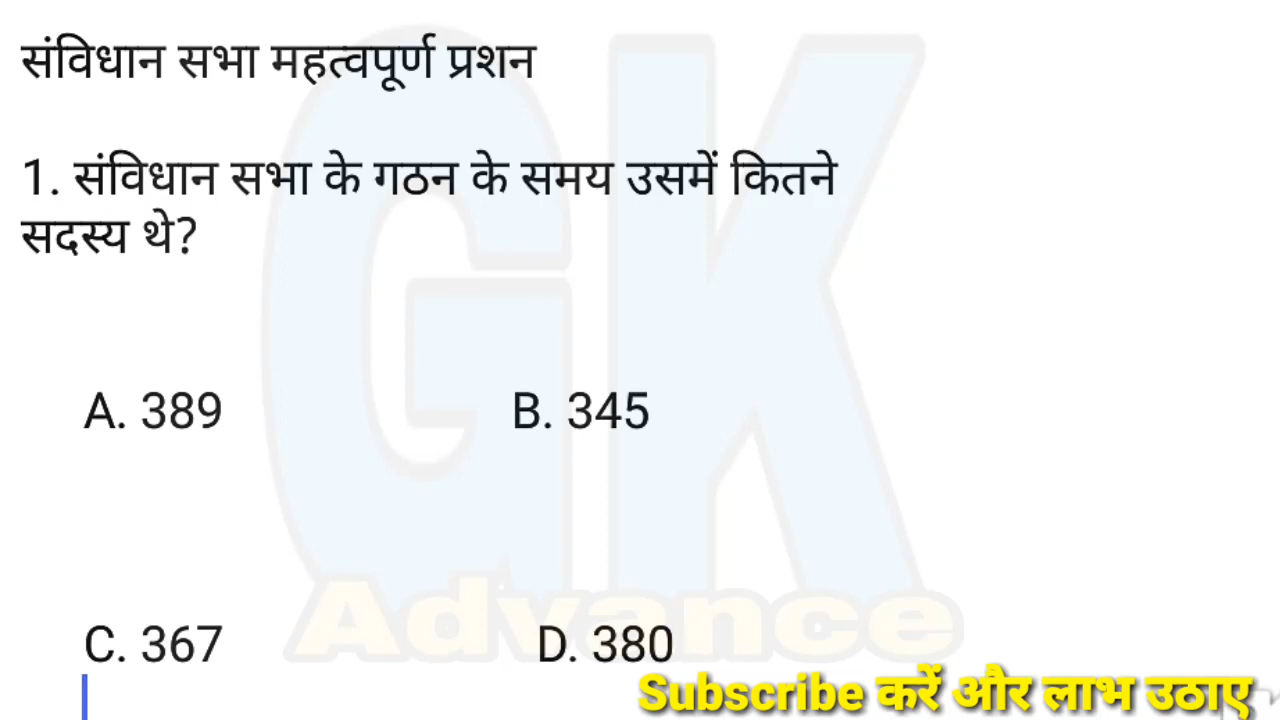 संविधान सभा महत्वपूर्ण प्रशन
1. संविधान सभा के गठन के समय उसमें कितने
सदस्य थे?
A. 389 B. 345
C. 367 D. 380
GK
Advance
Subscribe करें और लाभ उठाए